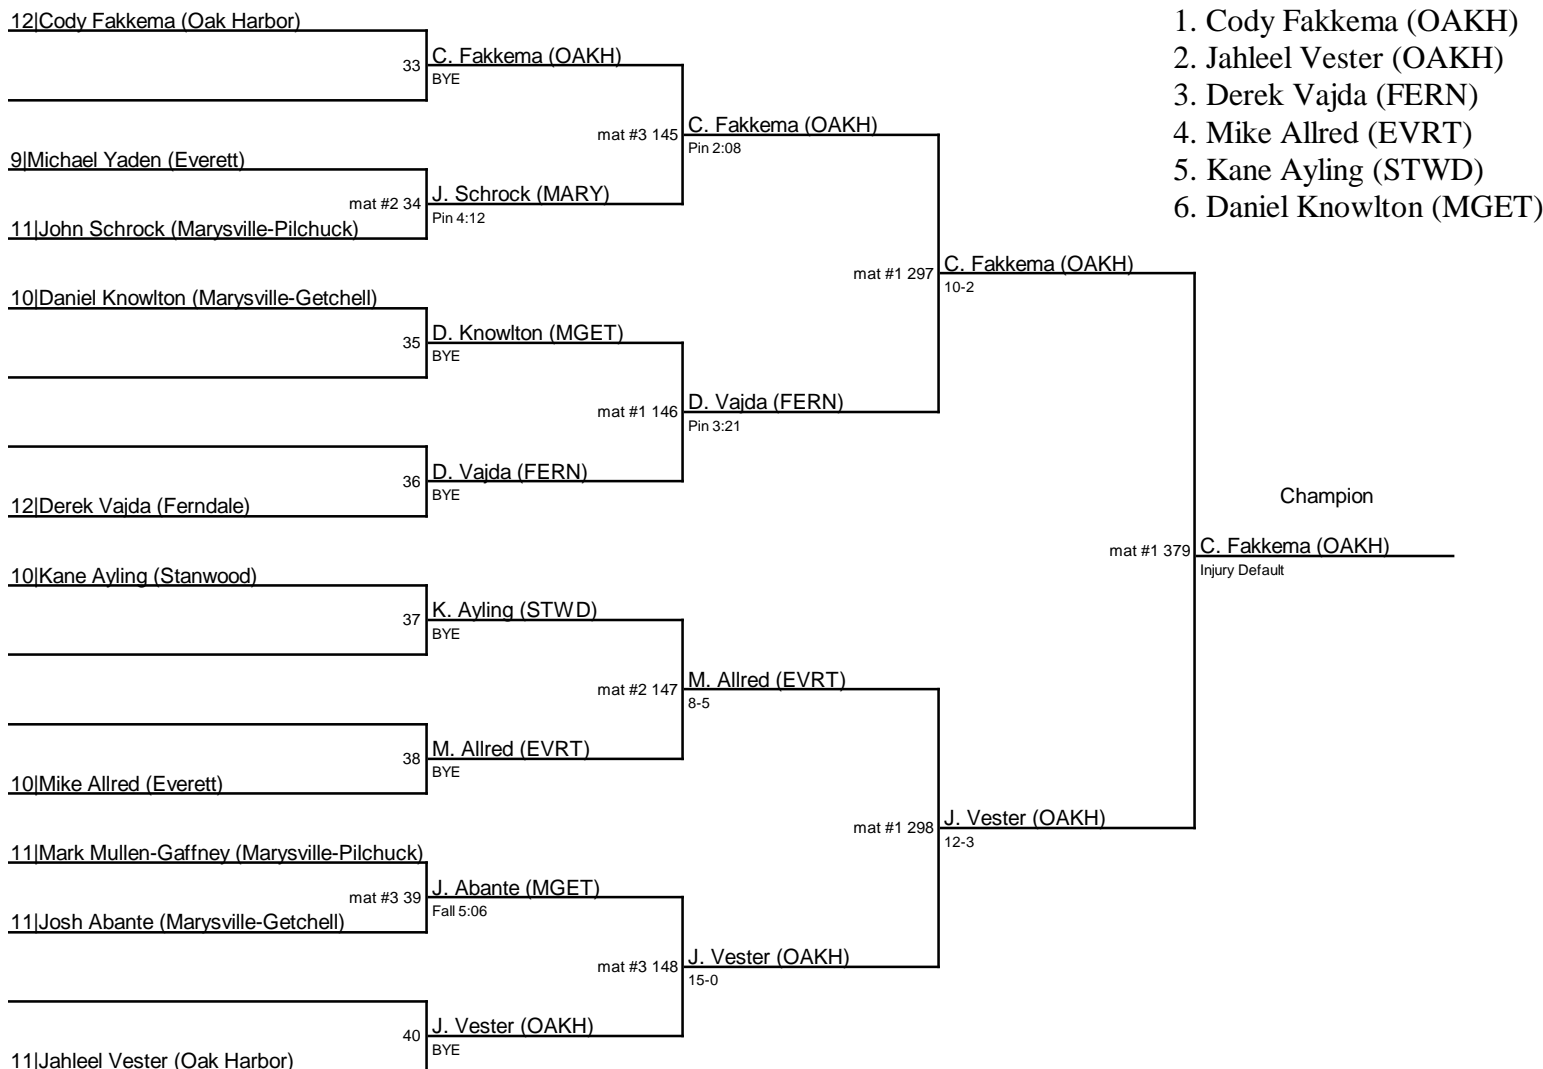 12|Cody Fakkema (Oak Harbor)
33
C. Fakkema (OAKH)
BYE
mat #3 145
C. Fakkema (OAKH)
Pin 2:08
9|Michael Yaden (Everett)
mat #2 34
J. Schrock (MARY)
Pin 4:12
11|John Schrock (Marysville-Pilchuck)
mat #1 297
C. Fakkema (OAKH)
10-2
10|Daniel Knowlton (Marysville-Getchell)
35
D. Knowlton (MGET)
BYE
mat #1 146
D. Vajda (FERN)
Pin 3:21
36
D. Vajda (FERN)
BYE
12|Derek Vajda (Ferndale)
Champion
mat #1 379
C. Fakkema (OAKH)
Injury Default
10|Kane Ayling (Stanwood)
37
K. Ayling (STWD)
BYE
mat #2 147
M. Allred (EVRT)
8-5
38
M. Allred (EVRT)
BYE
10|Mike Allred (Everett)
mat #1 298
J. Vester (OAKH)
12-3
11|Mark Mullen-Gaffney (Marysville-Pilchuck)
mat #3 39
J. Abante (MGET)
Fall 5:06
11|Josh Abante (Marysville-Getchell)
mat #3 148
J. Vester (OAKH)
15-0
40
J. Vester (OAKH)
BYE
11|Jahleel Vester (Oak Harbor)
1. Cody Fakkema (OAKH)
2. Jahleel Vester (OAKH)
3. Derek Vajda (FERN)
4. Mike Allred (EVRT)
5. Kane Ayling (STWD)
6. Daniel Knowlton (MGET)